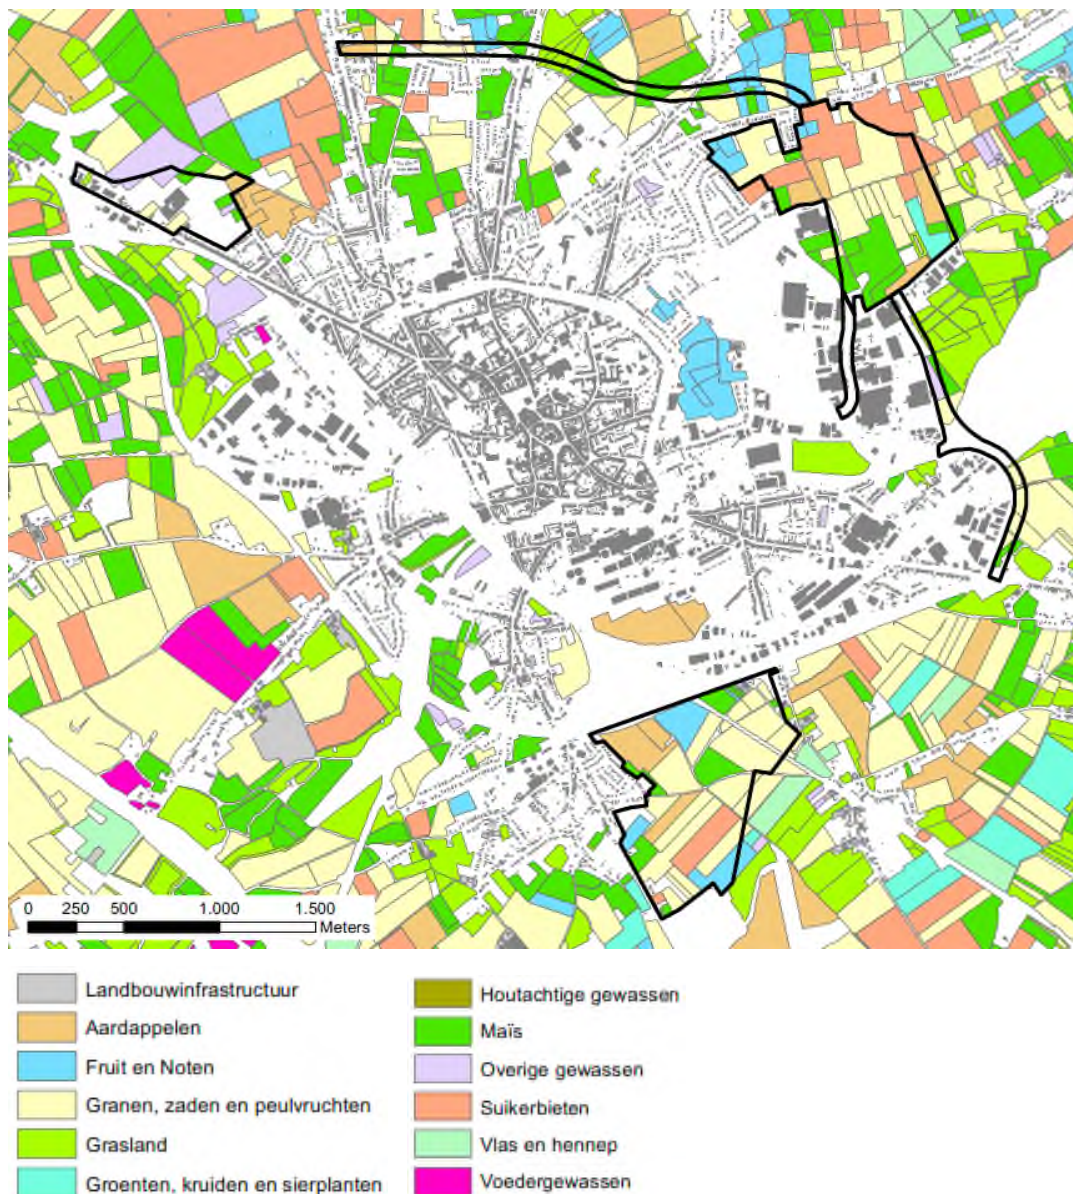 0 250 500 1.000 1.500
Meters
Landbouwinfrastructuur
Aardappelen
Fruit en Noten
Granen, zaden en peulvruchten
Grasland
Groenten, kruiden en sierplanten
Houtachtige gewassen
Maïs
Overige gewassen
Suikerbieten
Vlas en hennep
Voedergewassen